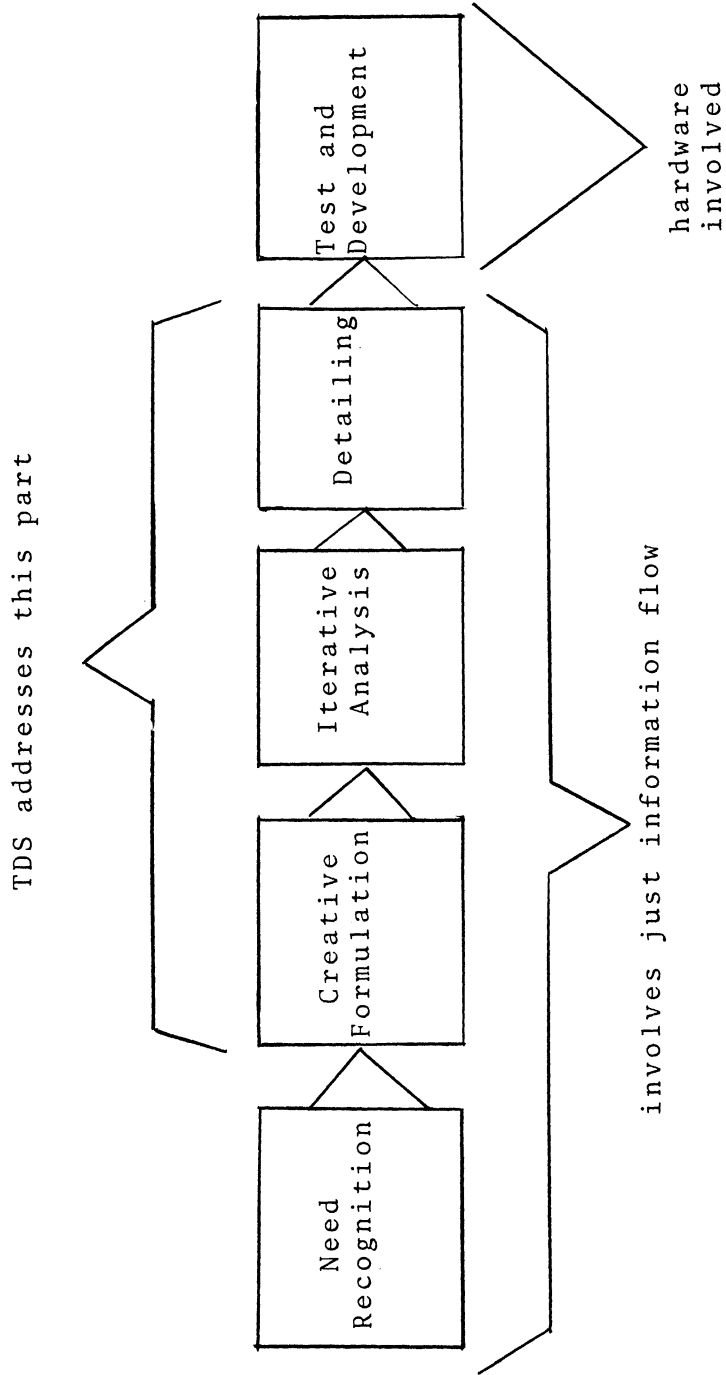 TDS addresses this part
Need
Recognition
Creative
Formulation
Iterative
Analysis
Detailing
Test and
Development
involves just information flow
hardware
involved